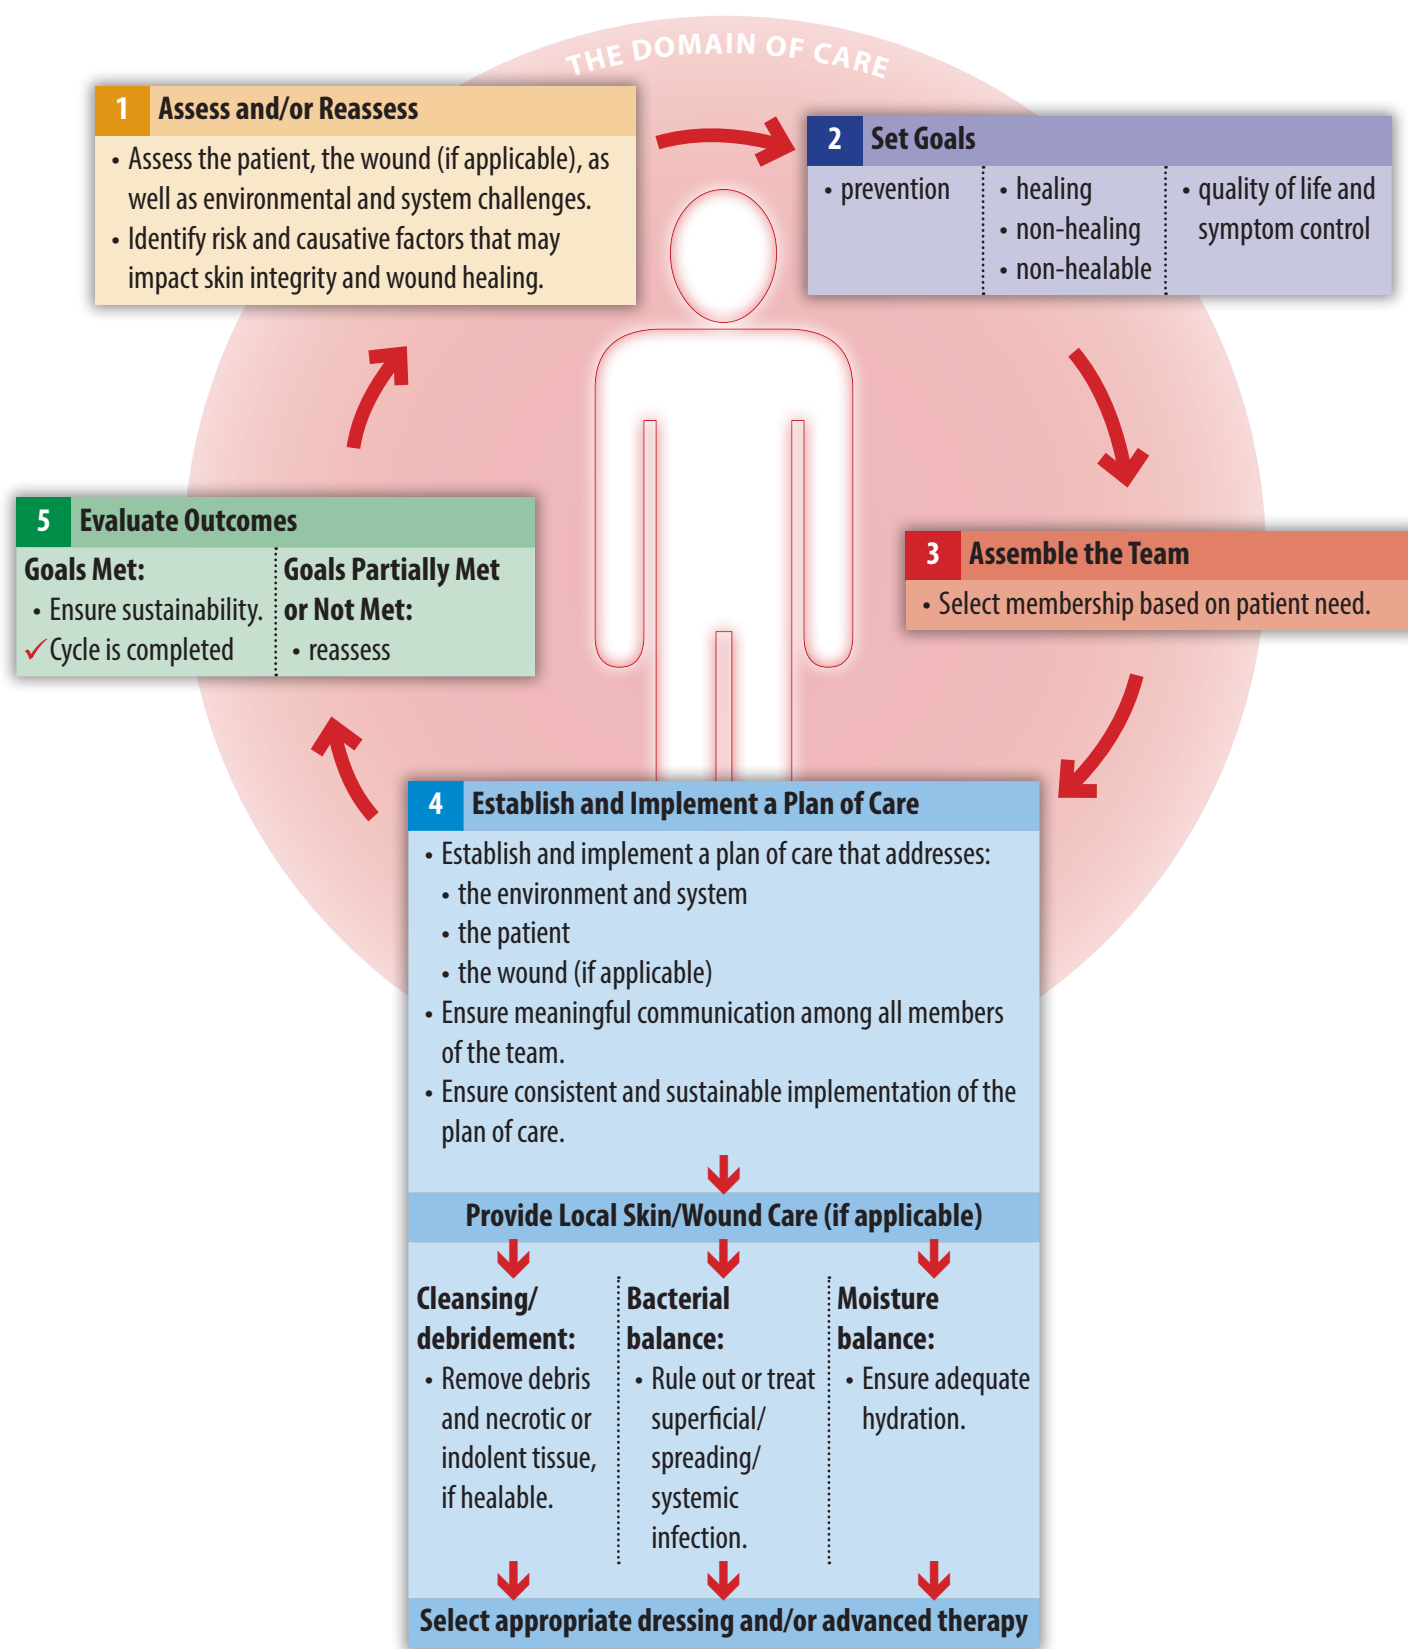 THE DOMAIN OF CARE
1 Assess and/or Reassess
• Assess the patient, the wound (if applicable), as
well as environmental and system challenges.
• Identify risk and causative factors that may
impact skin integrity and wound healing.
2 Set Goals
• prevention
• healing
• non-healing
• non-healable
• quality of life and
symptom control
3 Assemble the Team
• Select membership based on patient need.
4 Establish and Implement a Plan of Care
• Establish and implement a plan of care that addresses:
• the environment and system
• the patient
• the wound (if applicable)
• Ensure meaningful communication among all members
of the team.
• Ensure consistent and sustainable implementation of the
plan of care.
Provide Local Skin/Wound Care (if applicable)
Cleansing/
debridement:
• Remove debris
and necrotic or
indolent tissue,
if healable.
Bacterial
balance:
• Rule out or treat
superficial/
spreading/
systemic
infection.
Moisture
balance:
• Ensure adequate
hydration.
Select appropriate dressing and/or advanced therapy
5 Evaluate Outcomes
Goals Met:
• Ensure sustainability.
✓ Cycle is completed
Goals Partially Met
or Not Met:
• reassess